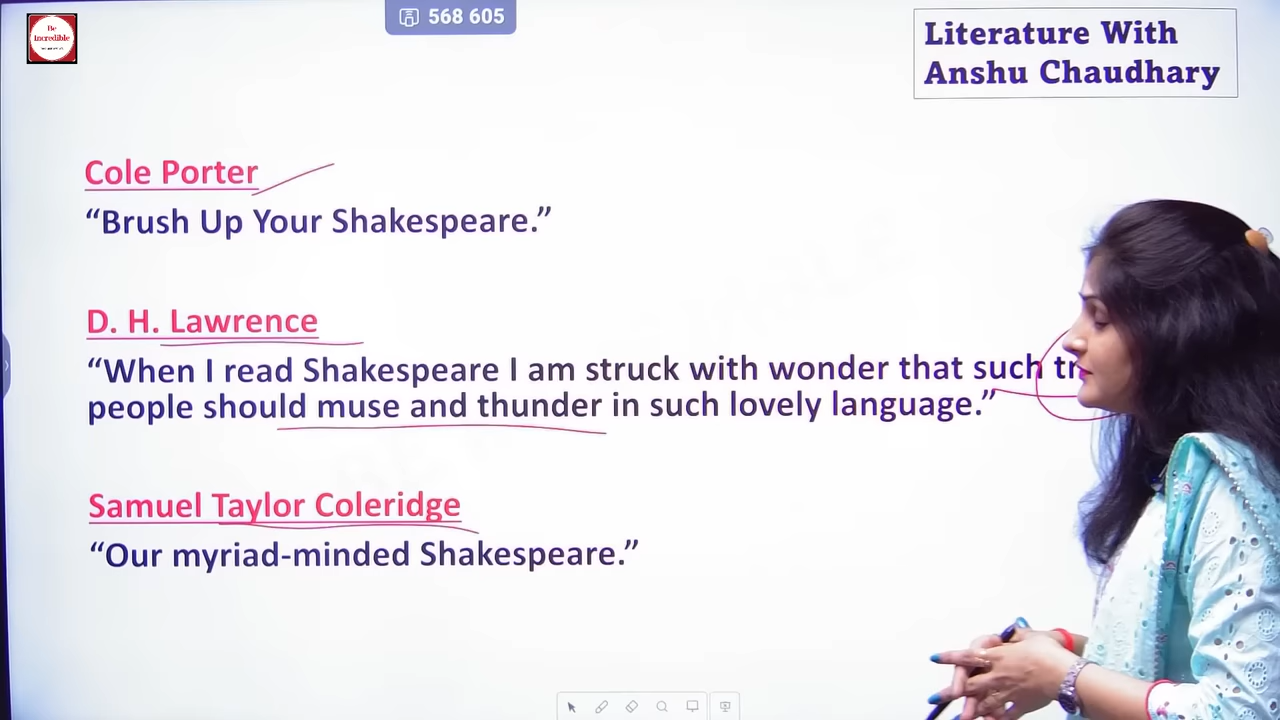 Be
Incredible
568 605
Literature With
Anshu Chaudhary
Cole Porter
“Brush Up Your Shakespeare.”
D. H. Lawrence
“When I read Shakespeare I am struck with wonder that such
people should muse and thunder in such lovely language.”
Samuel Taylor Coleridge
“Our myriad-minded Shakespeare.”